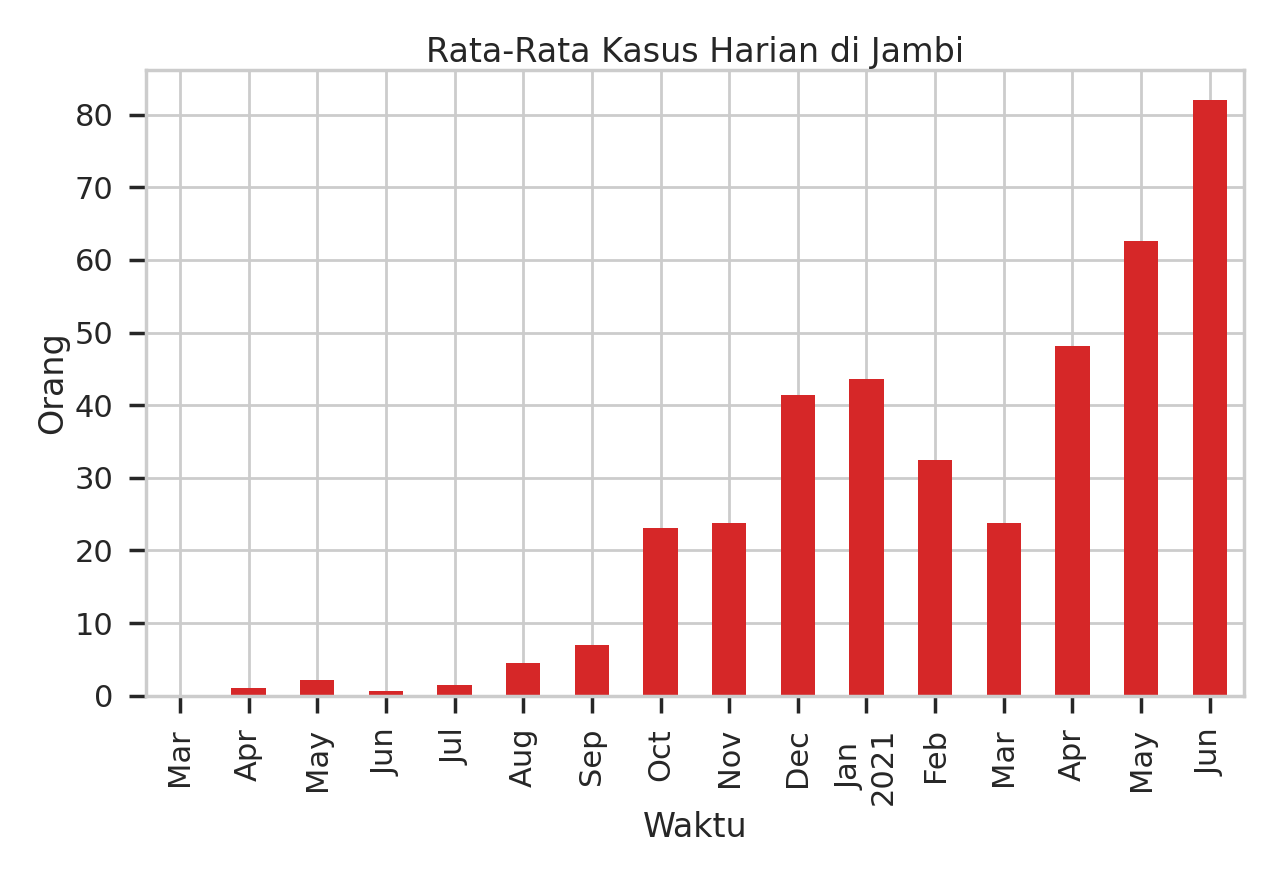 Rata-Rata Kasus Harian di Jambi
80
70
60
50
40
30
20
10
0
Orang
Mar
Apr
May
Jun
Jul
Aug
Sep
Oct
Nov
Dec
Jan
2021
Feb
Mar
Apr
May
Jun
Waktu